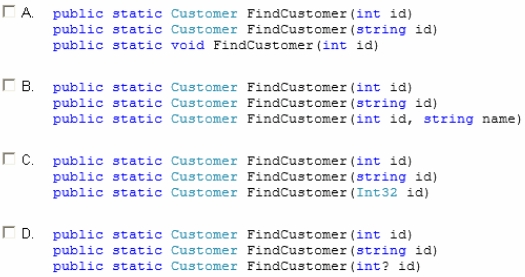 A. public static Customer FindCustomer(int id)
public static Customer FindCustomer(string id)
public static void FindCustomer(int id)
B. public static Customer FindCustomer(int id)
public static Customer FindCustomer(string id)
public static Customer FindCustomer(int id, string name)
C. public static Customer FindCustomer(int id)
public static Customer FindCustomer(string id)
public static Customer FindCustomer(Int32 id)
D. public static Customer FindCustomer(int id)
public static Customer FindCustomer(string id)
public static Customer FindCustomer(int? id)